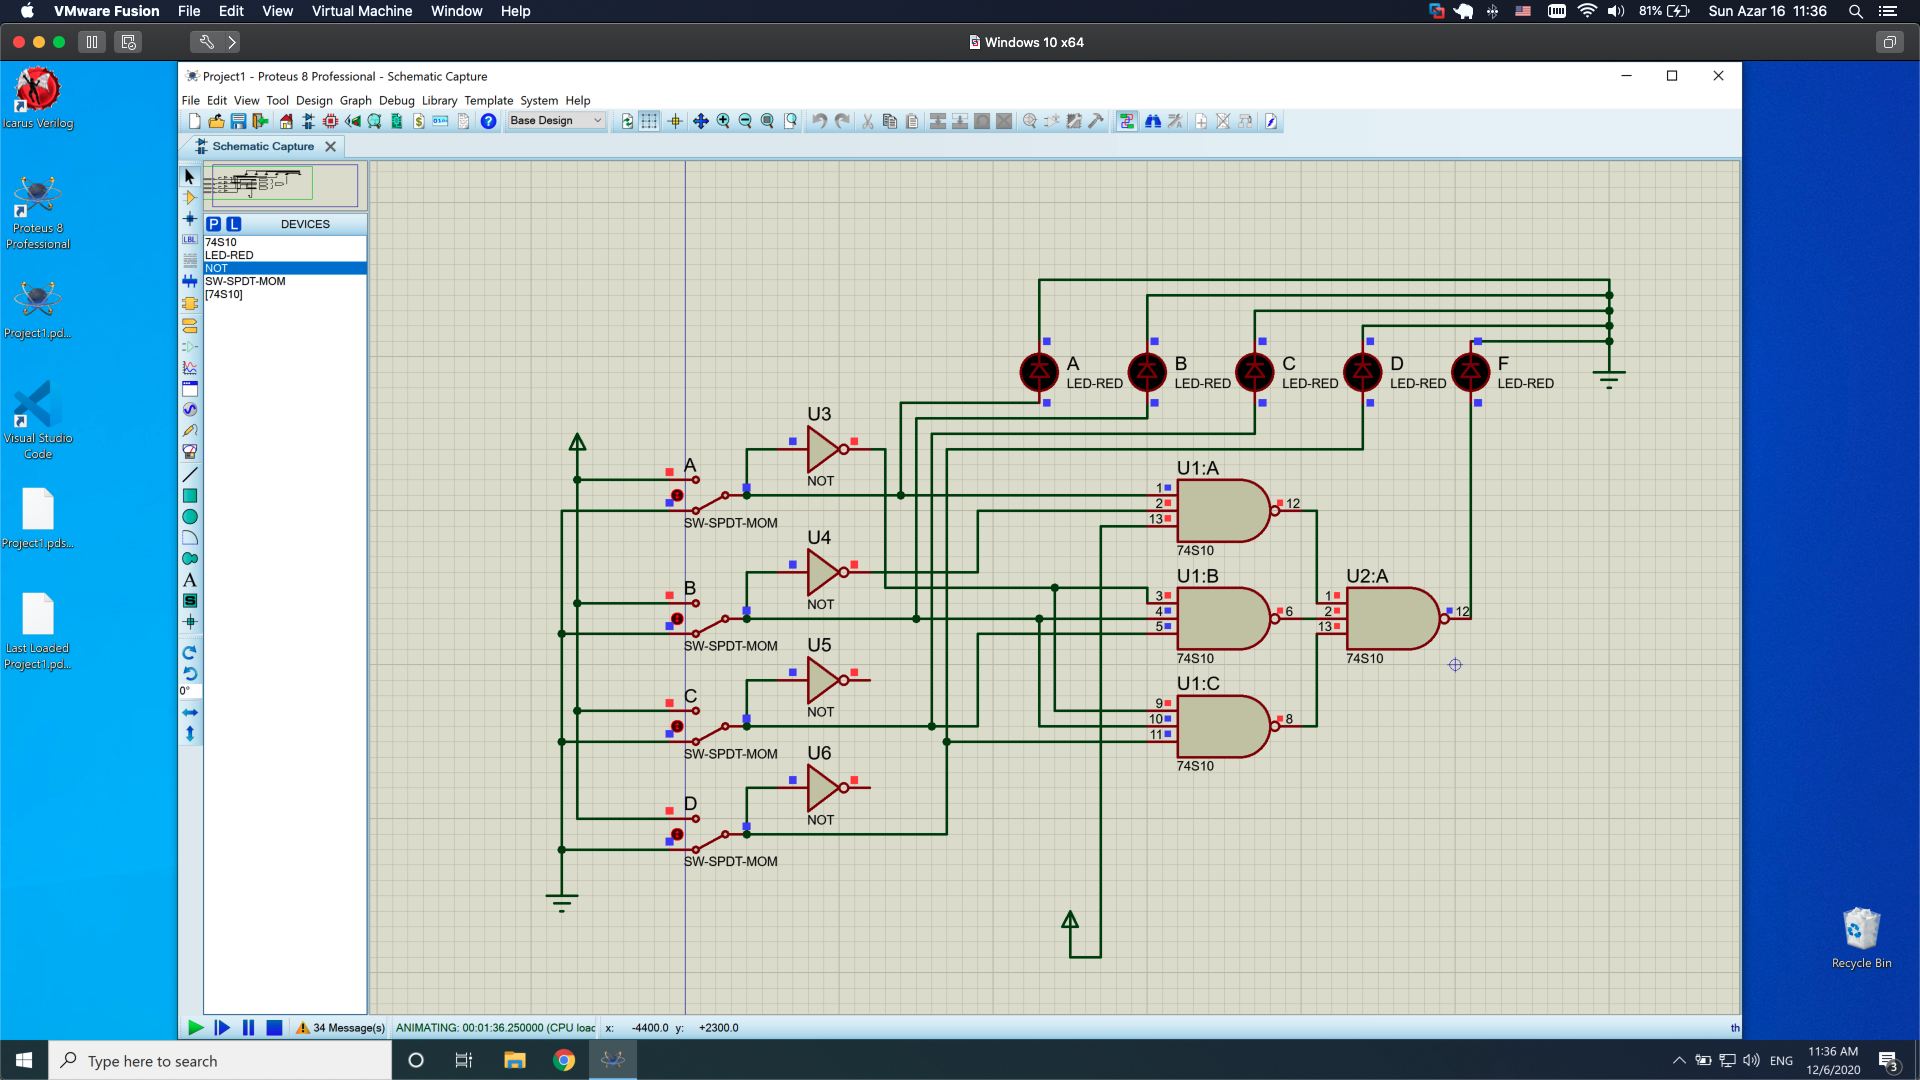 VMware Fusion File Edit View Virtual Machine Window Help
81% Sun Azar 16 11:36
Windows 10 x64
Icarus Verilog
Proteus 8
Professional
Project1.pd...
Visual Studio
Code
Project1.pds...
Last Loaded
Project1.pd...
Recycle Bin
Project1 - Proteus 8 Professional - Schematic Capture
File Edit View Tool Design Graph Debug Library Template System Help
Base Design
Schematic Capture
P L DEVICES
74S10
LED-RED
NOT
SW-SPDT-MOM
[74S10]
LBL
A
S
0°
A
LED-RED
B
LED-RED
C
LED-RED
D
LED-RED
F
LED-RED
U3
NOT
A
SW-SPDT-MOM
U4
NOT
B
SW-SPDT-MOM
U5
NOT
C
SW-SPDT-MOM
U6
NOT
D
SW-SPDT-MOM
U1:A
1
2
13
12
74S10
U1:B
3
4
5
6
74S10
U1:C
9
10
11
8
74S10
U2:A
1
2
13
12
74S10
34 Message(s) ANIMATING: 00:01:36.250000 (CPU load x: -4400.0 y: +2300.0 th
Type here to search
ENG
11:36 AM
12/6/2020
3